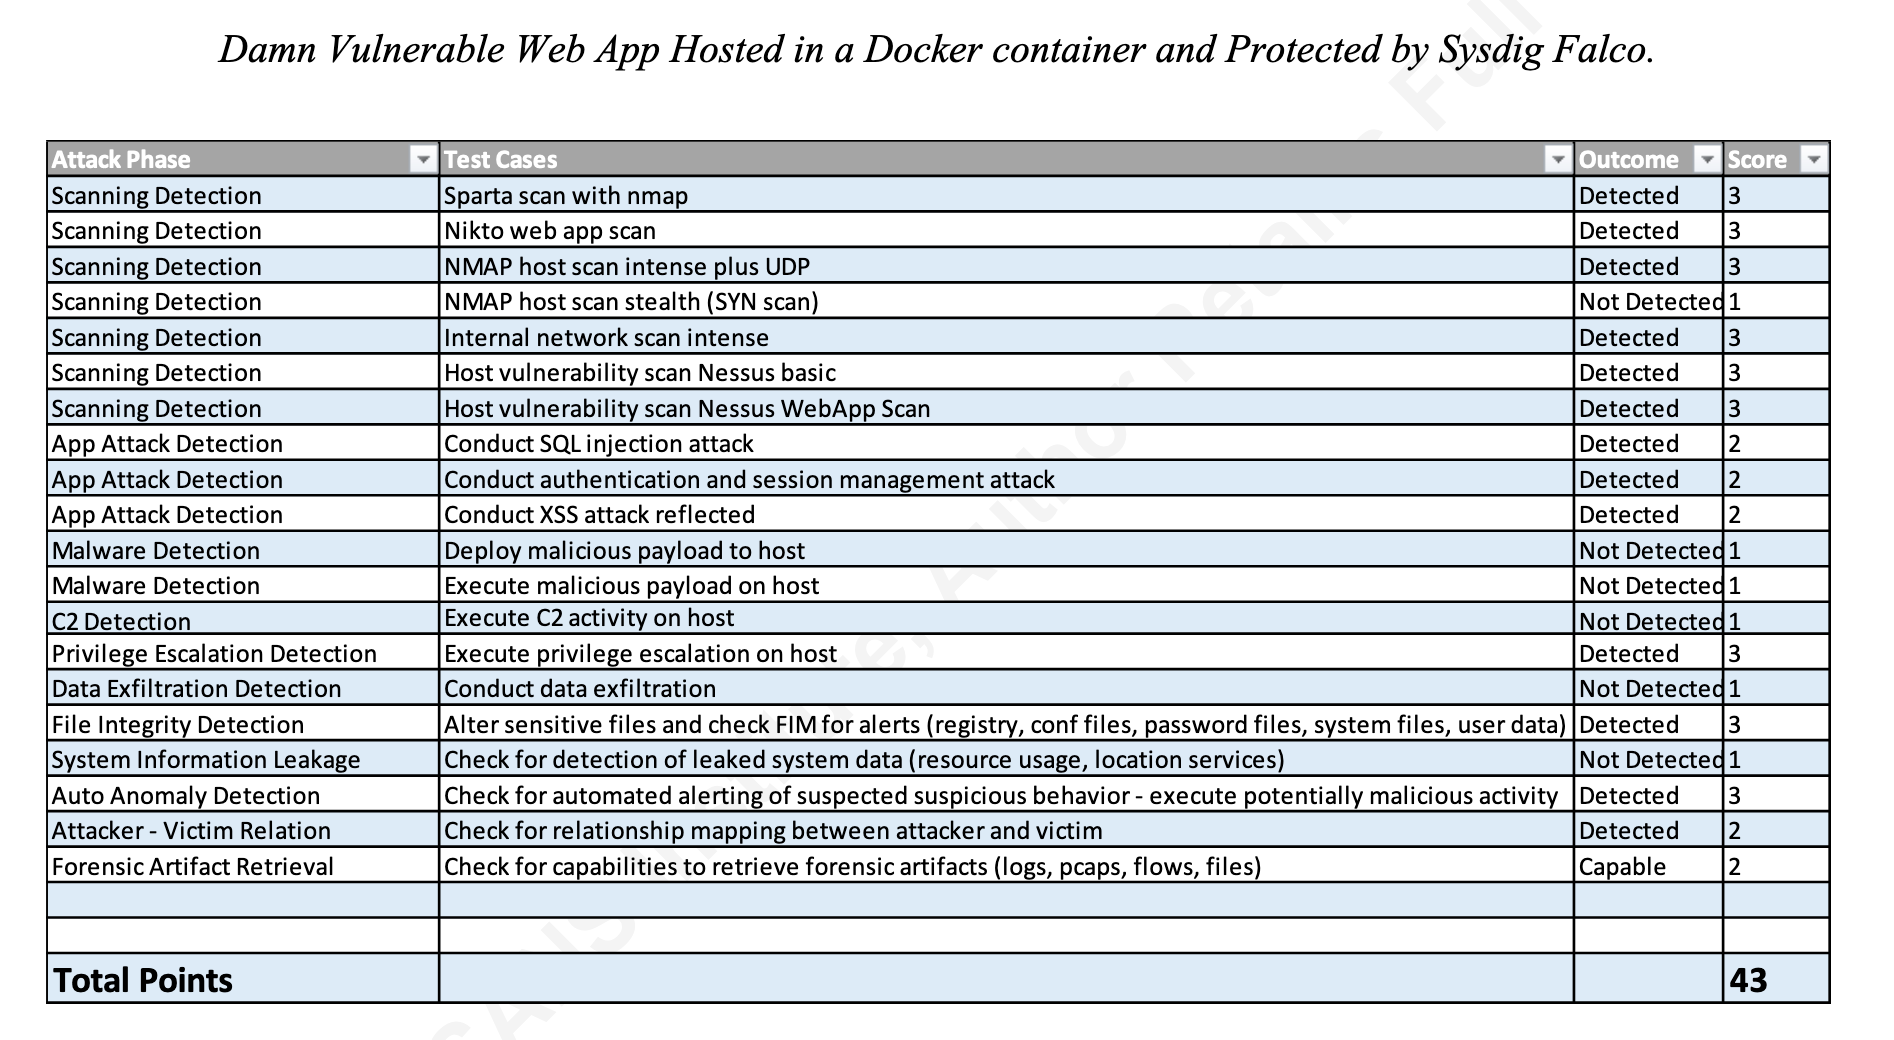 Damn Vulnerable Web App Hosted in a Docker container and Protected by Sysdig Falco.
Attack Phase Test Cases Outcome Score
Scanning Detection Sparta scan with nmap Detected 3
Scanning Detection Nikto web app scan Detected 3
Scanning Detection NMAP host scan intense plus UDP Detected 3
Scanning Detection NMAP host scan stealth (SYN scan) Not Detected 1
Scanning Detection Internal network scan intense Detected 3
Scanning Detection Host vulnerability scan Nessus basic Detected 3
Scanning Detection Host vulnerability scan Nessus WebApp Scan Detected 3
App Attack Detection Conduct SQL injection attack Detected 2
App Attack Detection Conduct authentication and session management attack Detected 2
App Attack Detection Conduct XSS attack reflected Detected 2
Malware Detection Deploy malicious payload to host Not Detected 1
Malware Detection Execute malicious payload on host Not Detected 1
C2 Detection Execute C2 activity on host Not Detected 1
Privilege Escalation Detection Execute privilege escalation on host Detected 3
Data Exfiltration Detection Conduct data exfiltration Not Detected 1
File Integrity Detection Alter sensitive files and check FIM for alerts (registry, conf files, password files, system files, user data) Detected 3
System Information Leakage Check for detection of leaked system data (resource usage, location services) Not Detected 1
Auto Anomaly Detection Check for automated alerting of suspected suspicious behavior - execute potentially malicious activity Detected 3
Attacker - Victim Relation Check for relationship mapping between attacker and victim Detected 2
Forensic Artifact Retrieval Check for capabilities to retrieve forensic artifacts (logs, pcaps, flows, files) Capable 2
Total Points 43